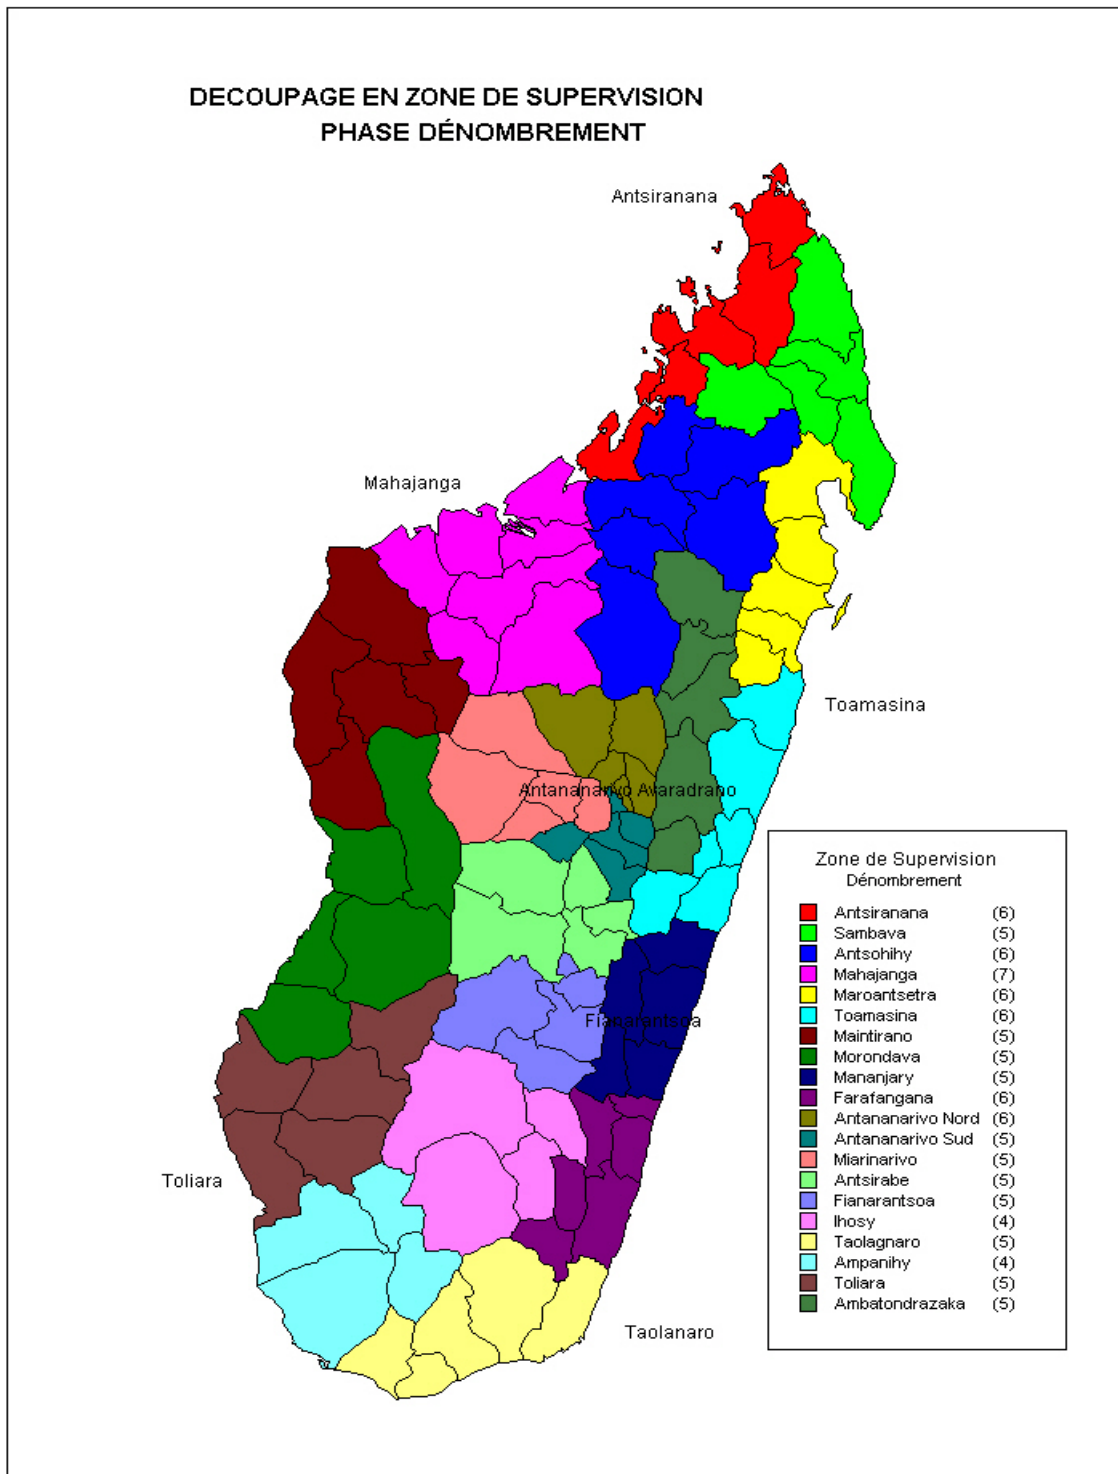 DECOUPAGE EN ZONE DE SUPERVISION
PHASE DÉNOMBREMENT
Antsiranana
Mahajanga
Toamasina
Antananarivo Avaradrano
Fianarantsoa
Toliara
Taolanaro
Zone de Supervision
Dénombrement
Antsiranana (6)
Sambava (5)
Antsohihy (6)
Mahajanga (7)
Maroantsetra (6)
Toamasina (6)
Maintirano (5)
Morondava (5)
Mananjary (5)
Farafangana (6)
Antananarivo Nord (6)
Antananarivo Sud (5)
Miarinarivo (5)
Antsirabe (5)
Fianarantsoa (5)
Ihosy (4)
Taolagnaro (5)
Ampanihy (4)
Toliara (5)
Ambatondrazaka (5)